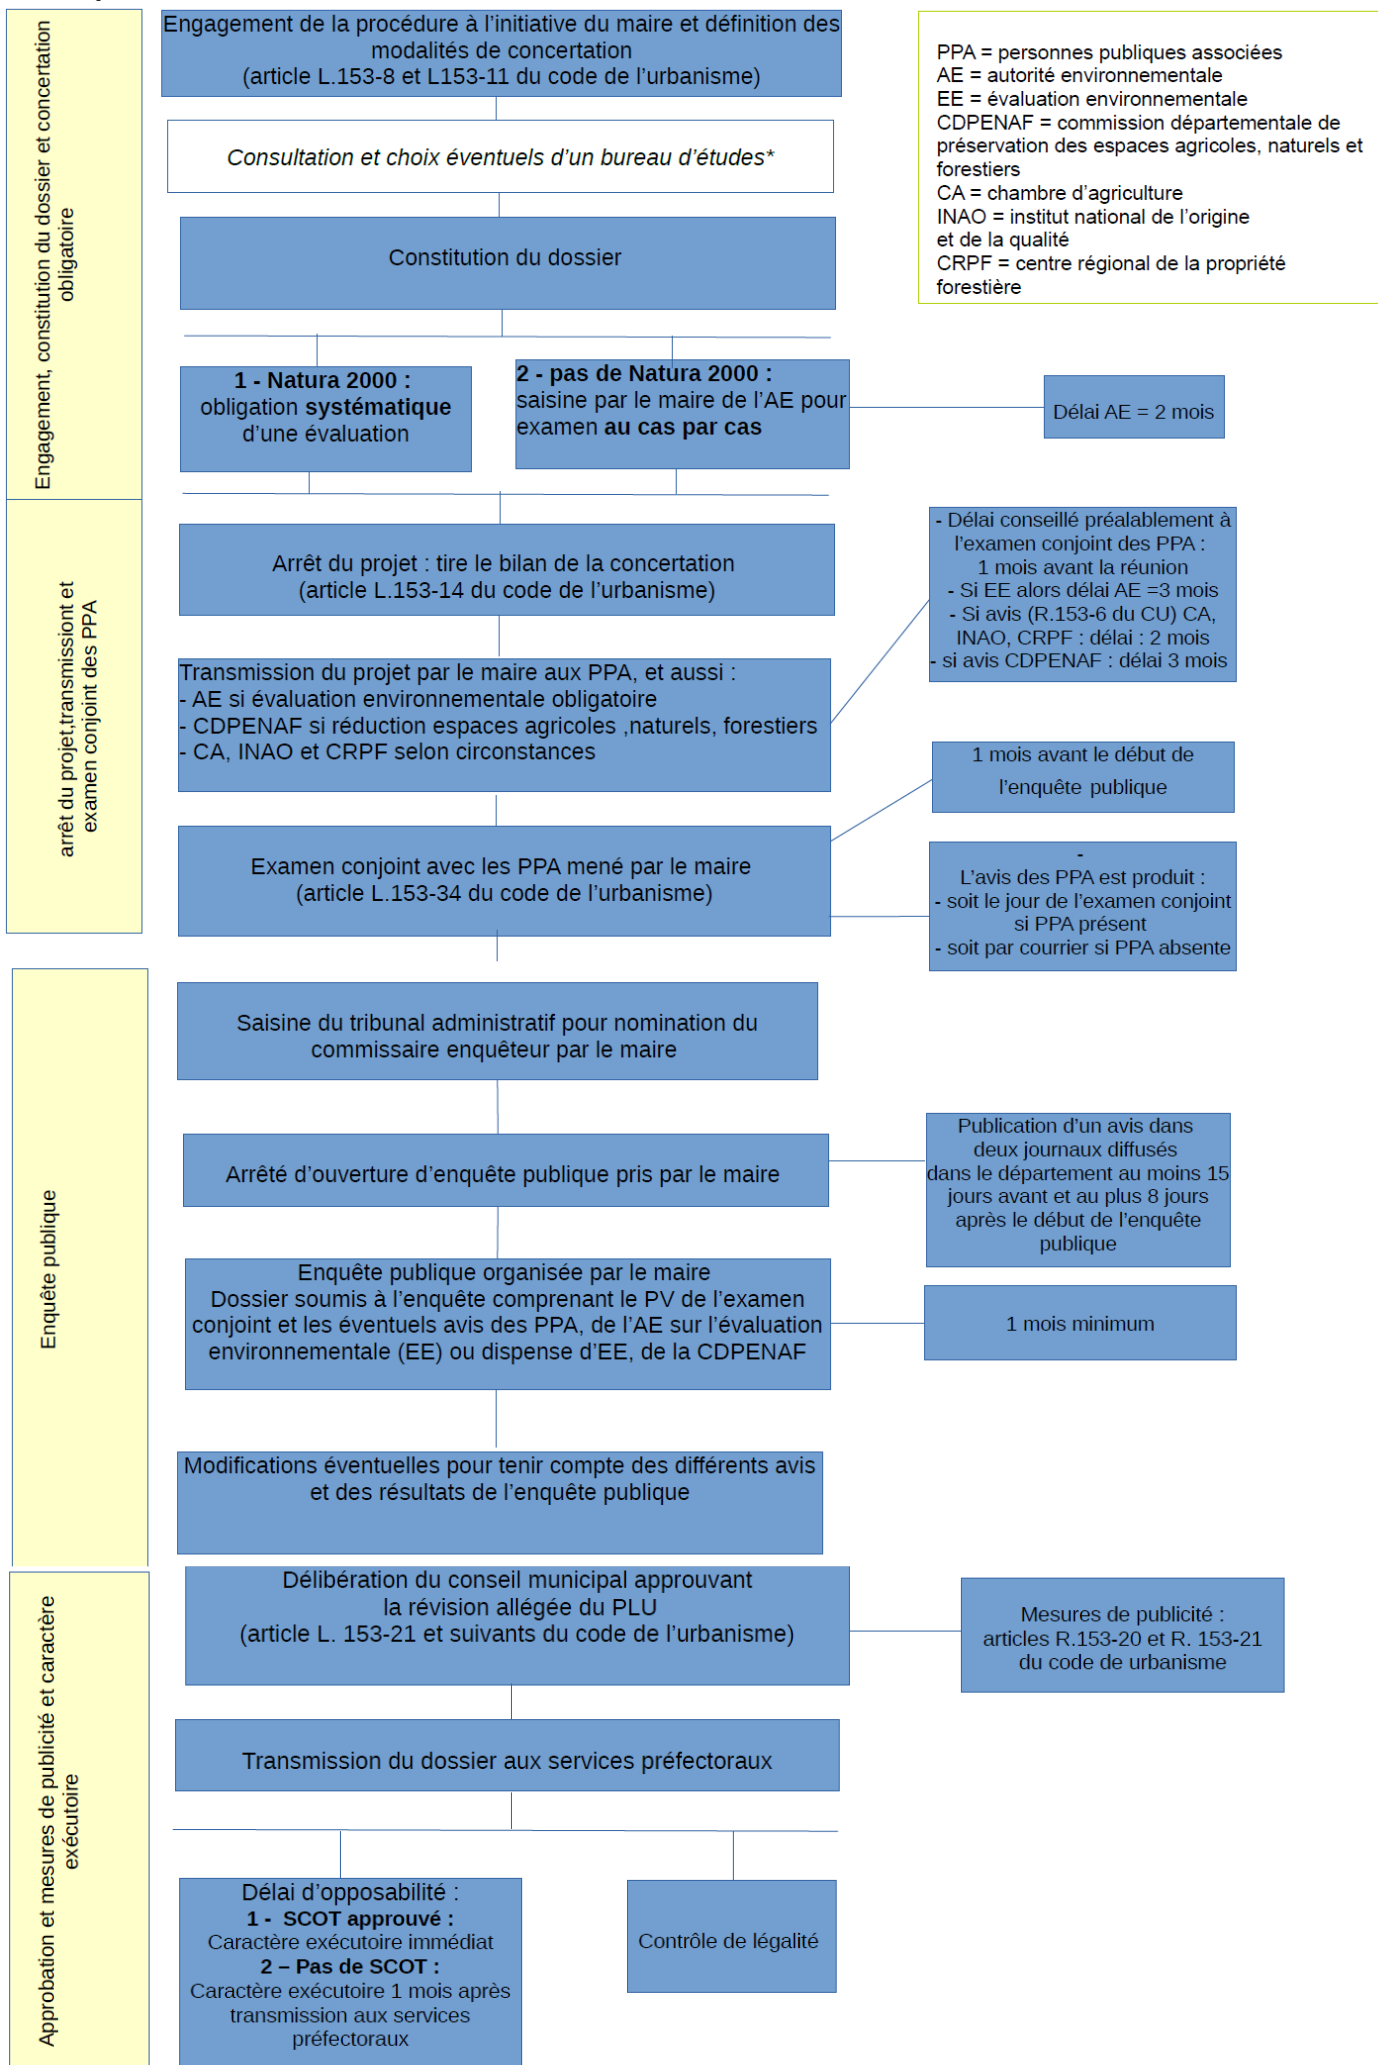 Engagement, constitution du dossier et concertation
obligatoire
Engagement de la procédure à l'initiative du maire et définition des
modalités de concertation
(article L.153-8 et L153-11 du code de l'urbanisme)
PPA = personnes publiques associées
AE = autorité environnementale
EE = évaluation environnementale
CDPENAF = commission départementale de
préservation des espaces agricoles, naturels et
forestiers
CA = chambre d'agriculture
INAO = institut national de l'origine
et de la qualité
CRPF = centre régional de la propriété
forestière
Consultation et choix éventuels d'un bureau d'études*
Constitution du dossier
1 - Natura 2000 :
obligation systématique
d'une évaluation
2 - pas de Natura 2000 :
saisine par le maire de l'AE pour
examen au cas par cas
Délai AE = 2 mois
arrêt du projet,transmissiont et
examen conjoint des PPA
Arrêt du projet : tire le bilan de la concertation
(article L.153-14 du code de l'urbanisme)
- Délai conseillé préalablement à
l'examen conjoint des PPA :
1 mois avant la réunion
- Si EE alors délai AE =3 mois
- Si avis (R.153-6 du CU) CA,
INAO, CRPF : délai : 2 mois
- si avis CDPENAF : délai 3 mois
Transmission du projet par le maire aux PPA, et aussi :
- AE si évaluation environnementale obligatoire
- CDPENAF si réduction espaces agricoles ,naturels, forestiers
- CA, INAO et CRPF selon circonstances
1 mois avant le début de
l'enquête publique
Examen conjoint avec les PPA mené par le maire
(article L.153-34 du code de l'urbanisme)
-
L'avis des PPA est produit :
- soit le jour de l'examen conjoint
si PPA présent
- soit par courrier si PPA absente
Enquête publique
Saisine du tribunal administratif pour nomination du
commissaire enquêteur par le maire
Arrêté d'ouverture d'enquête publique pris par le maire
Publication d'un avis dans
deux journaux diffusés
dans le département au moins 15
jours avant et au plus 8 jours
après le début de l'enquête
publique
Enquête publique organisée par le maire
Dossier soumis à l'enquête comprenant le PV de l'examen
conjoint et les éventuels avis des PPA, de l'AE sur l'évaluation
environnementale (EE) ou dispense d'EE, de la CDPENAF
1 mois minimum
Modifications éventuelles pour tenir compte des différents avis
et des résultats de l'enquête publique
Approbation et mesures de publicité et caractère
exécutoire
Délibération du conseil municipal approuvant
la révision allégée du PLU
(article L. 153-21 et suivants du code de l'urbanisme)
Mesures de publicité :
articles R.153-20 et R. 153-21
du code de urbanisme
Transmission du dossier aux services préfectoraux
Délai d'opposabilité :
1 - SCOT approuvé :
Caractère exécutoire immédiat
2 – Pas de SCOT :
Caractère exécutoire 1 mois après
transmission aux services
préfectoraux
Contrôle de légalité